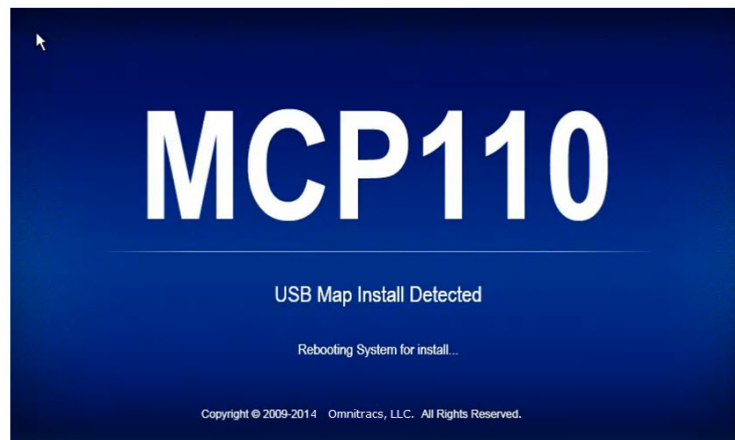 MCP110
USB Map Install Detected
Rebooting System for install...
Copyright © 2009-2014 Omnitracs, LLC. All Rights Reserved.